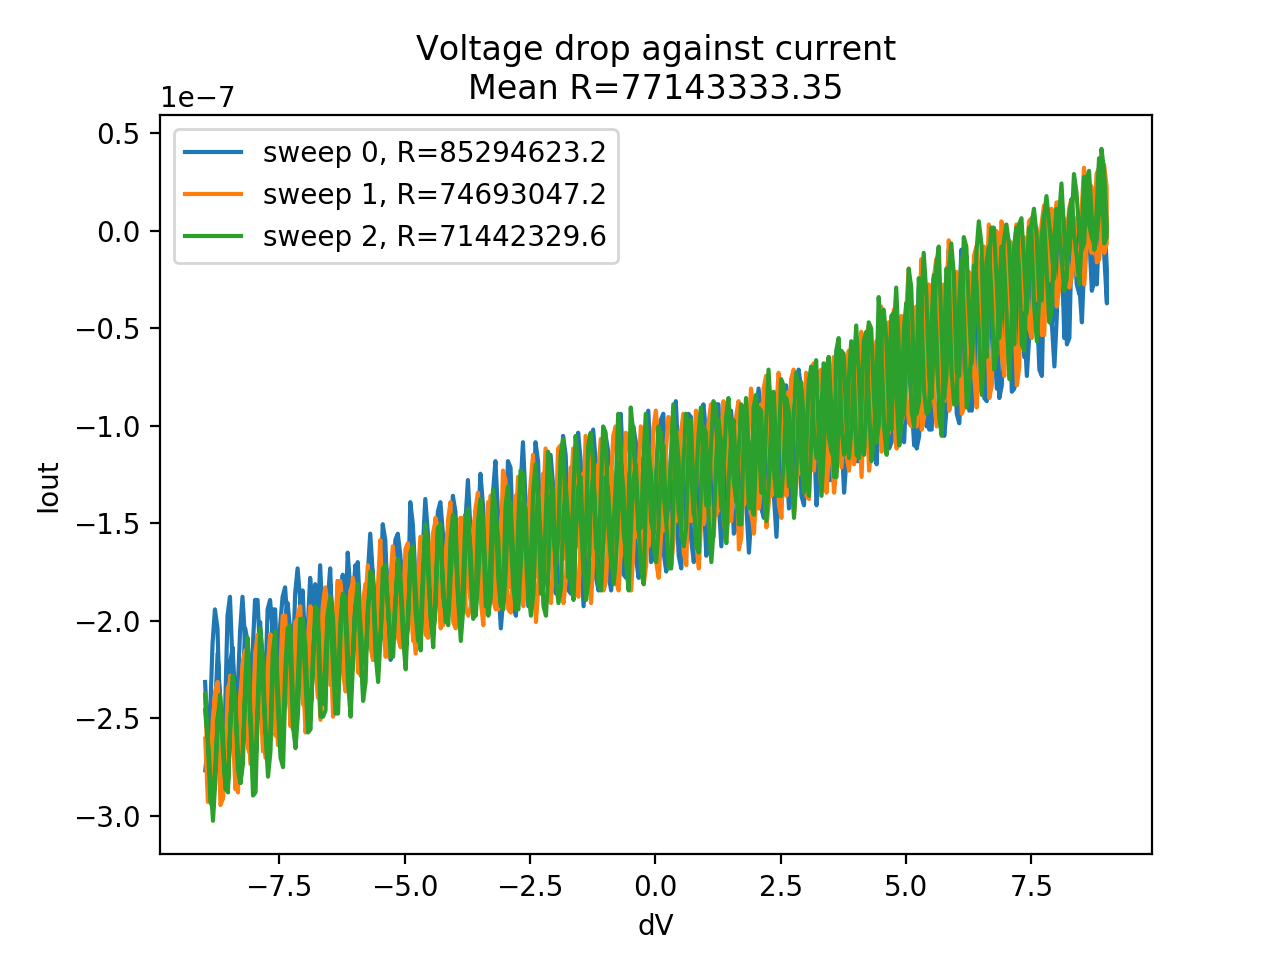 Voltage drop against current
Mean R=77143333.35
1e−7
sweep 0, R=85294623.2
sweep 1, R=74693047.2
sweep 2, R=71442329.6
0.5
0.0
−0.5
−1.0
−1.5
−2.0
−2.5
−3.0
Iout
−7.5
−5.0
−2.5
0.0
2.5
5.0
7.5
dV